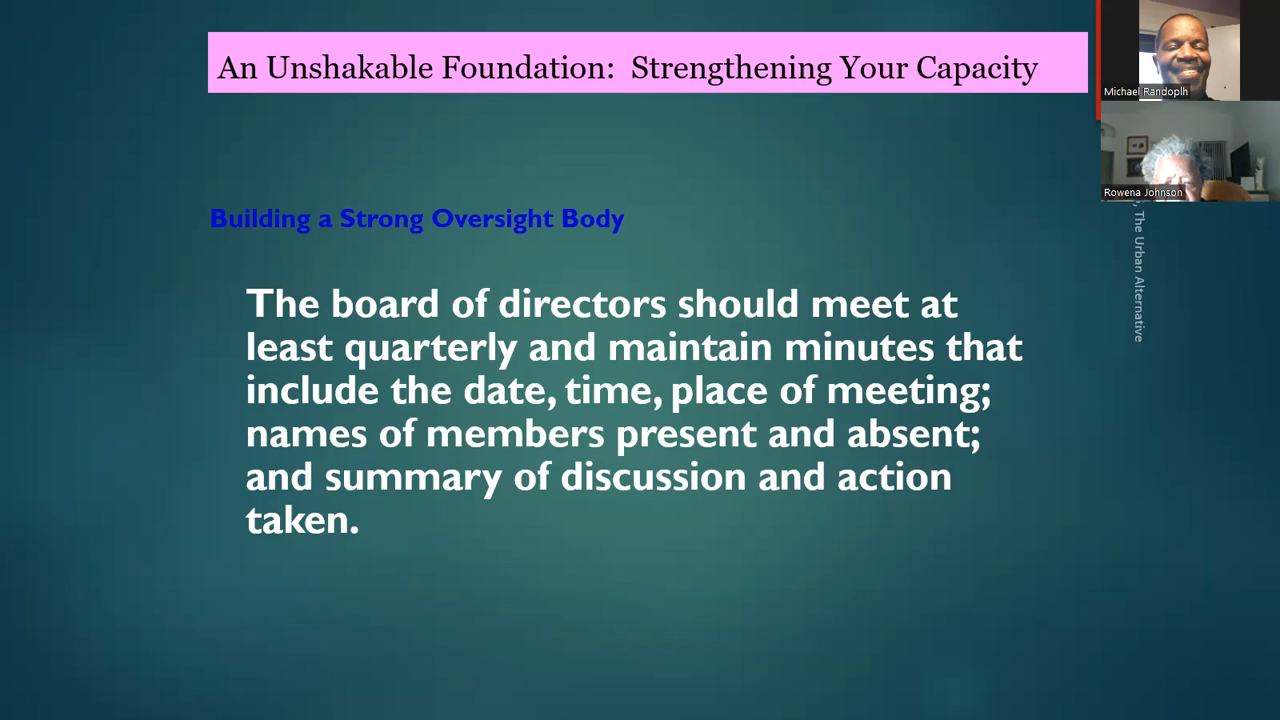 An Unshakable Foundation: Strengthening Your Capacity
Building a Strong Oversight Body
The board of directors should meet at
least quarterly and maintain minutes that
include the date, time, place of meeting;
names of members present and absent;
and summary of discussion and action
taken.
Michael Randoplh
Rowena Johnson
, The Urban Alternative